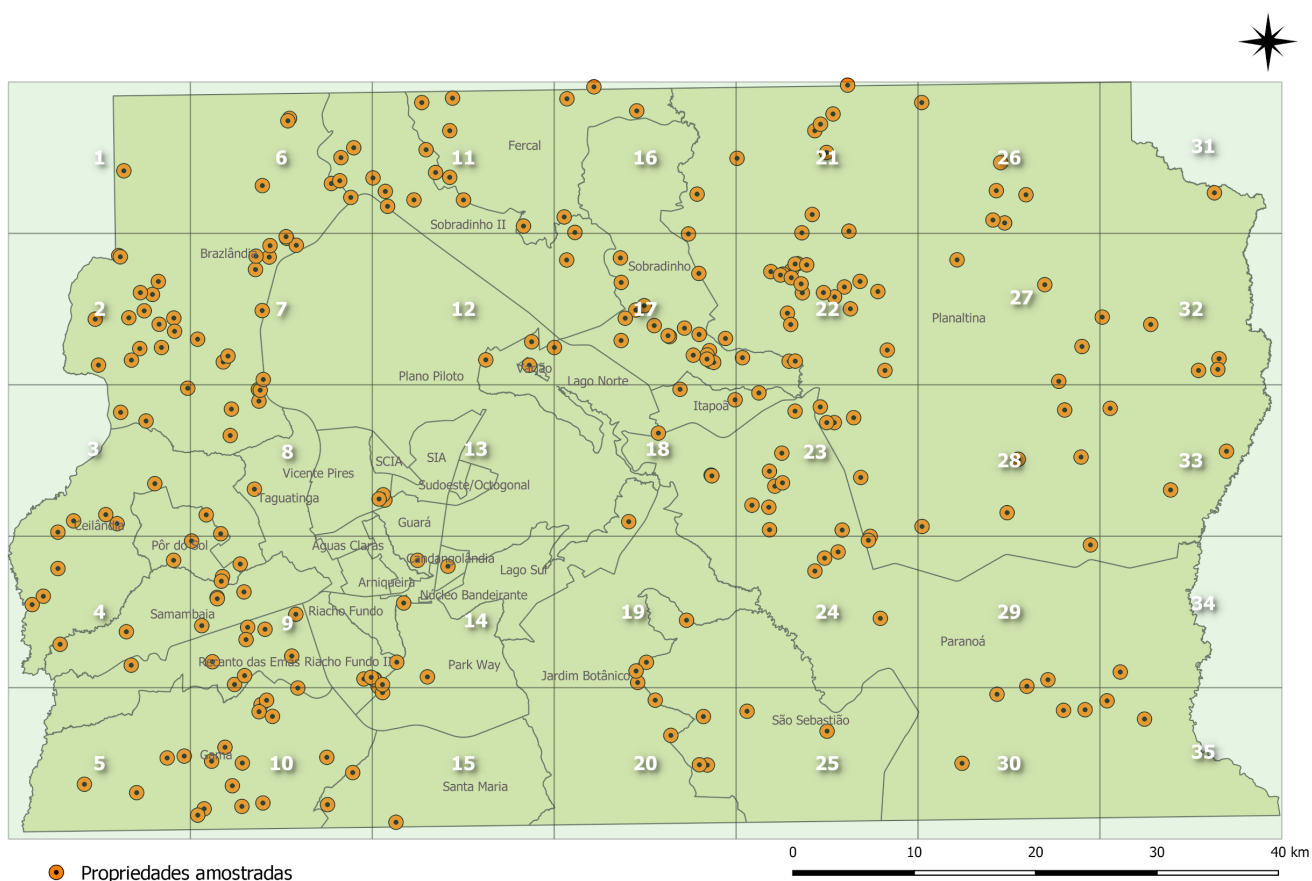 Fercal
1
6
11
16
21
26
31
Sobradinho II
Brazlândia
Sobradinho
2
7
12
17
22
27
32
Planaltina
Plano Piloto
Varjão
Lago Norte
Itapoã
3
8
13
18
23
28
33
SCIA
SIA
Vicente Pires
Sudoeste/Octogonal
Taguatinga
Ceilândia
Guará
Pôr do Sol
Águas Claras
Candangolândia
Lago Sul
Arniqueira
Núcleo Bandeirante
Samambaia
Riacho Fundo
4
9
14
19
24
29
34
Paranoá
Recanto das Emas
Riacho Fundo II
Park Way
Jardim Botânico
São Sebastião
Gama
5
10
15
20
25
30
35
Santa Maria
0 10 20 30 40 km
Propriedades amostradas